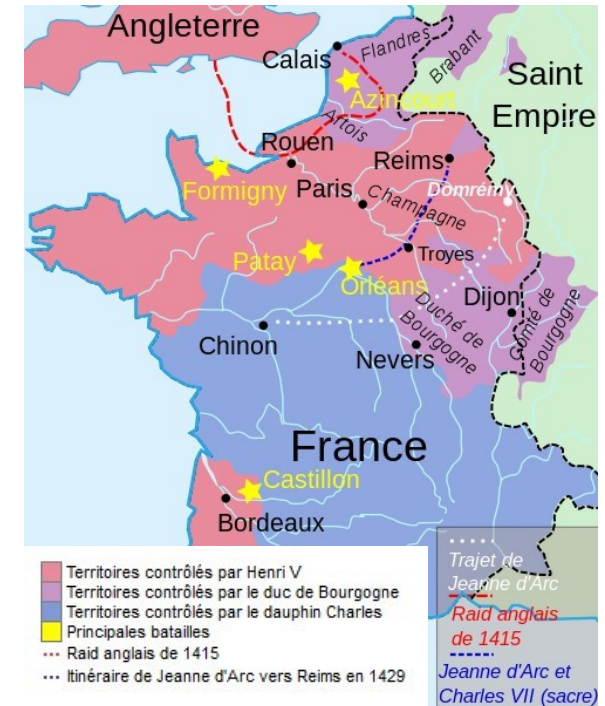 Angleterre
Calais
Flandres
Brabant
Saint
Empire
Azincourt
Artois
Rouen
Reims
Formigny
Paris
Champagne
Domrémy
Patay
Troyes
Orléans
Dijon
Duché de
Bourgogne
Comté de
Bourgogne
Chinon
Nevers
France
Castillon
Bordeaux
Territoires contrôlés par Henri V
Territoires contrôlés par le duc de Bourgogne
Territoires contrôlés par le dauphin Charles
Principales batailles
Raid anglais de 1415
Itinéraire de Jeanne d'Arc vers Reims en 1429
Trajet de
Jeanne d'Arc
Raid anglais
de 1415
Jeanne d'Arc et
Charles VII (sacre)